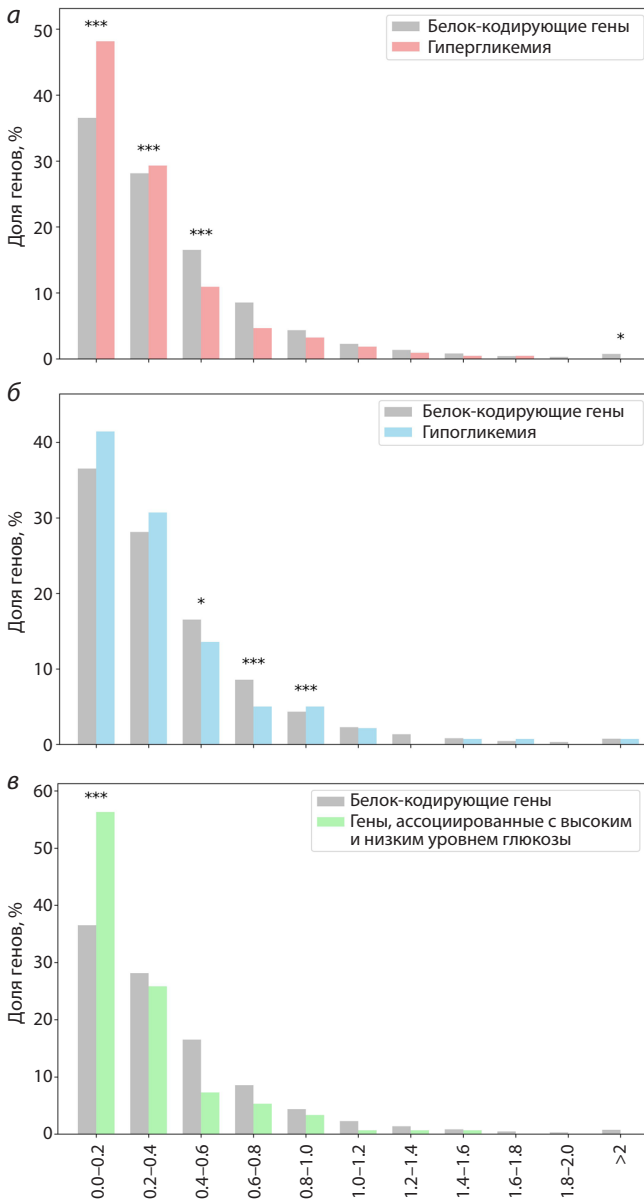 а
***
***
***
*
Белок-кодирующие гены
Гипергликемия
Доля генов, %
50
40
30
20
10
0
б
*
***
***
Белок-кодирующие гены
Гипогликемия
Доля генов, %
40
30
20
10
0
в
***
Белок-кодирующие гены
Гены, ассоциированные с высоким
и низким уровнем глюкозы
Доля генов, %
60
50
40
30
20
10
0
0.0–0.2
0.2–0.4
0.4–0.6
0.6–0.8
0.8–1.0
1.0–1.2
1.2–1.4
1.4–1.6
1.6–1.8
1.8–2.0
>2